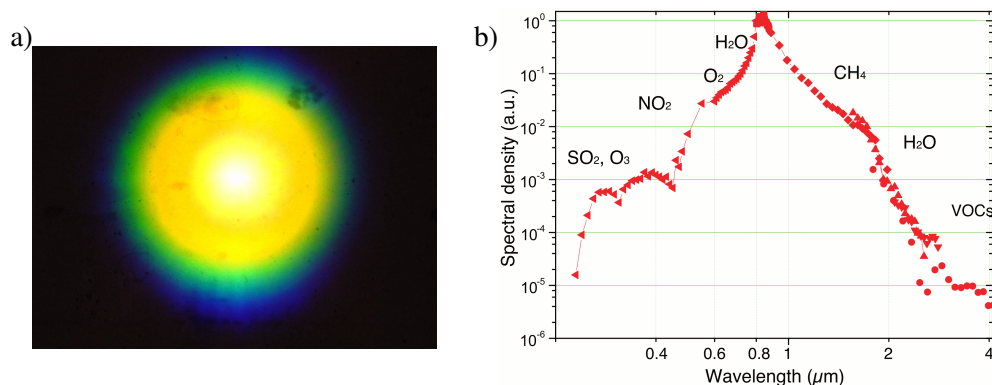 a)
b)
Spectral density (a.u.)
10⁰
10⁻¹
10⁻²
10⁻³
10⁻⁴
10⁻⁵
10⁻⁶
H₂O
O₂
NO₂
SO₂, O₃
CH₄
H₂O
VOCs
0.4 0.6 0.8 1 2 4
Wavelength (µm)